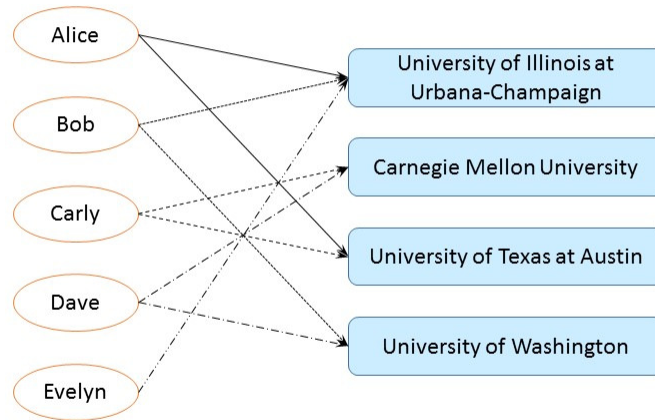 Alice
Bob
Carly
Dave
Evelyn
University of Illinois at
Urbana-Champaign
Carnegie Mellon University
University of Texas at Austin
University of Washington